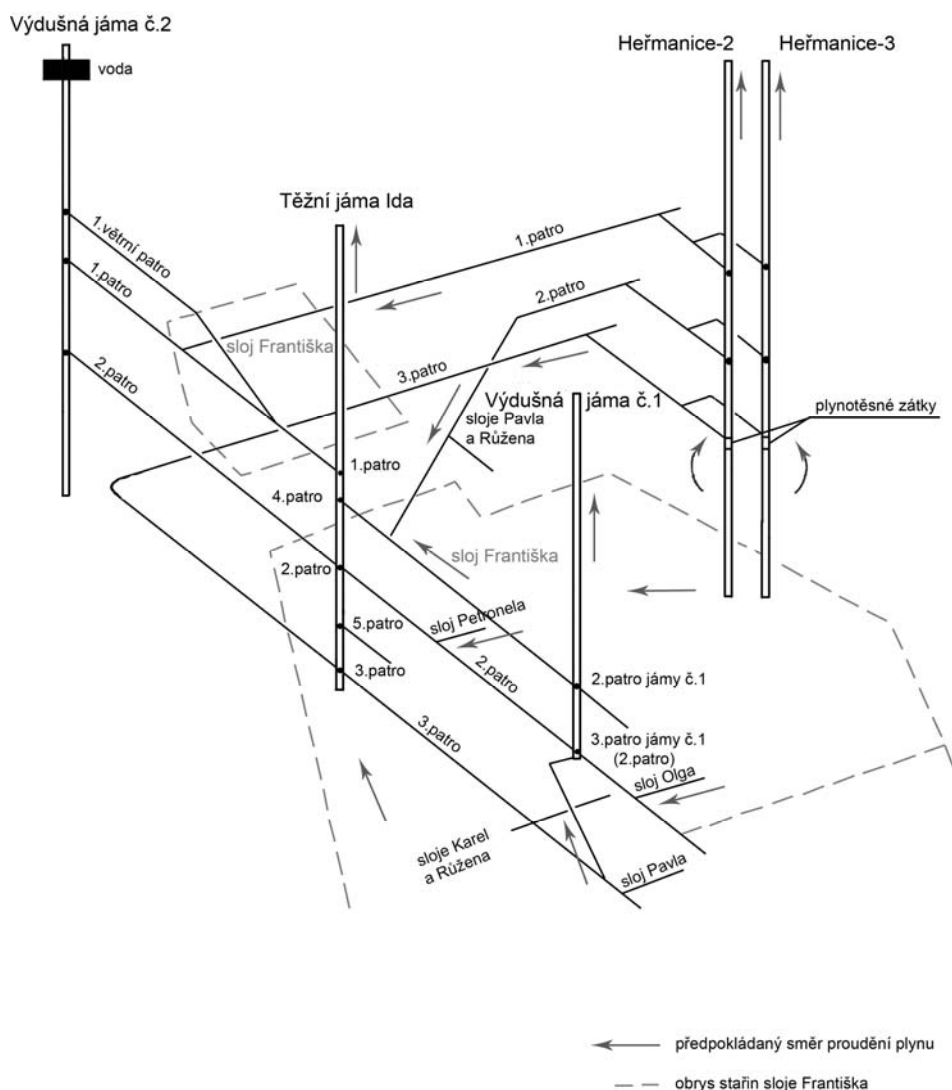 Výdušná jáma č.2
voda
Heřmanice-2
Heřmanice-3
Těžní jáma Ida
1.větrní patro
1.patro
1.patro
2.patro
sloj Františka
2.patro
3.patro
Výdušná jáma č.1
plynotěsné zátky
sloje Pavla
a Růžena
1.patro
4.patro
sloj Františka
2.patro
sloj Petronela
5.patro
2.patro
3.patro
2.patro jámy č.1
3.patro
3.patro jámy č.1
(2.patro)
sloj Olga
sloje Karel
a Růžena
sloj Pavla
předpokládaný směr proudění plynu
obrys stařin sloje Františka